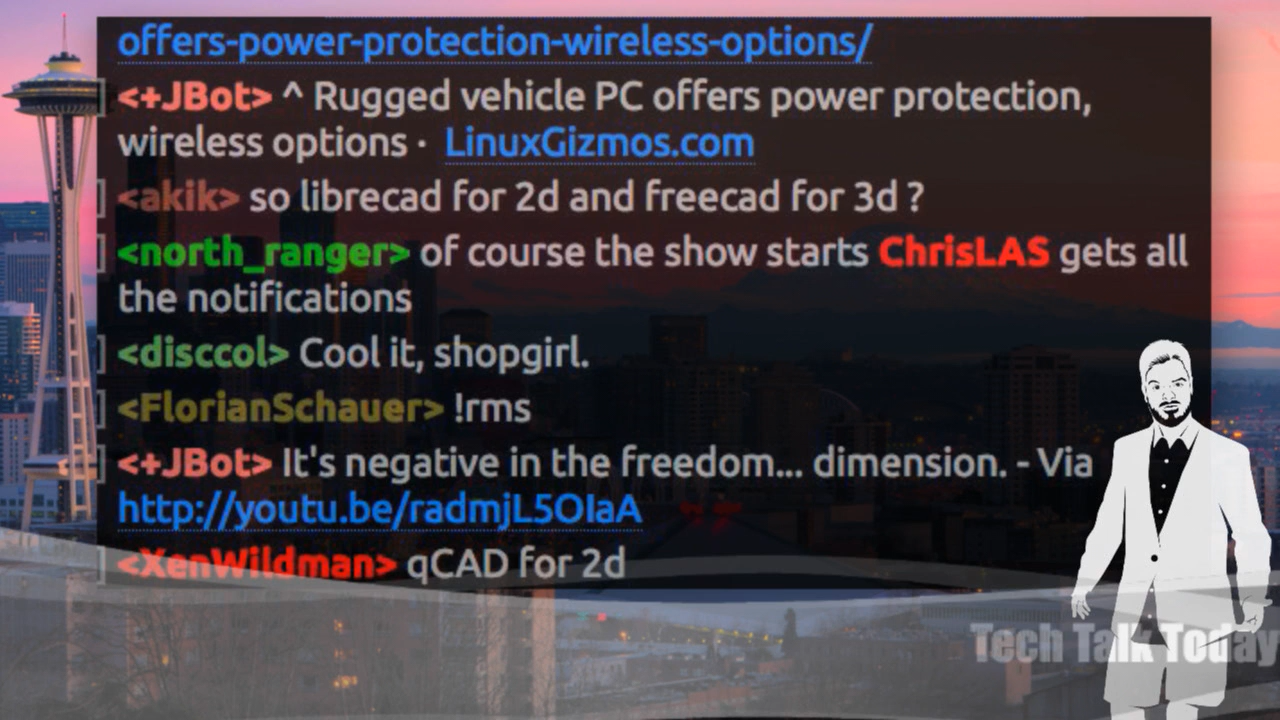 offers-power-protection-wireless-options/
<+JBot> ^ Rugged vehicle PC offers power protection,
wireless options · LinuxGizmos.com
<akik> so librecad for 2d and freecad for 3d ?
<north_ranger> of course the show starts ChrisLAS gets all
the notifications
<disccol> Cool it, shopgirl.
<FlorianSchauer> !rms
<+JBot> It's negative in the freedom... dimension. - Via
http://youtu.be/radmjL5OIaA
<XenWildman> qCAD for 2d
Tech Talk Today